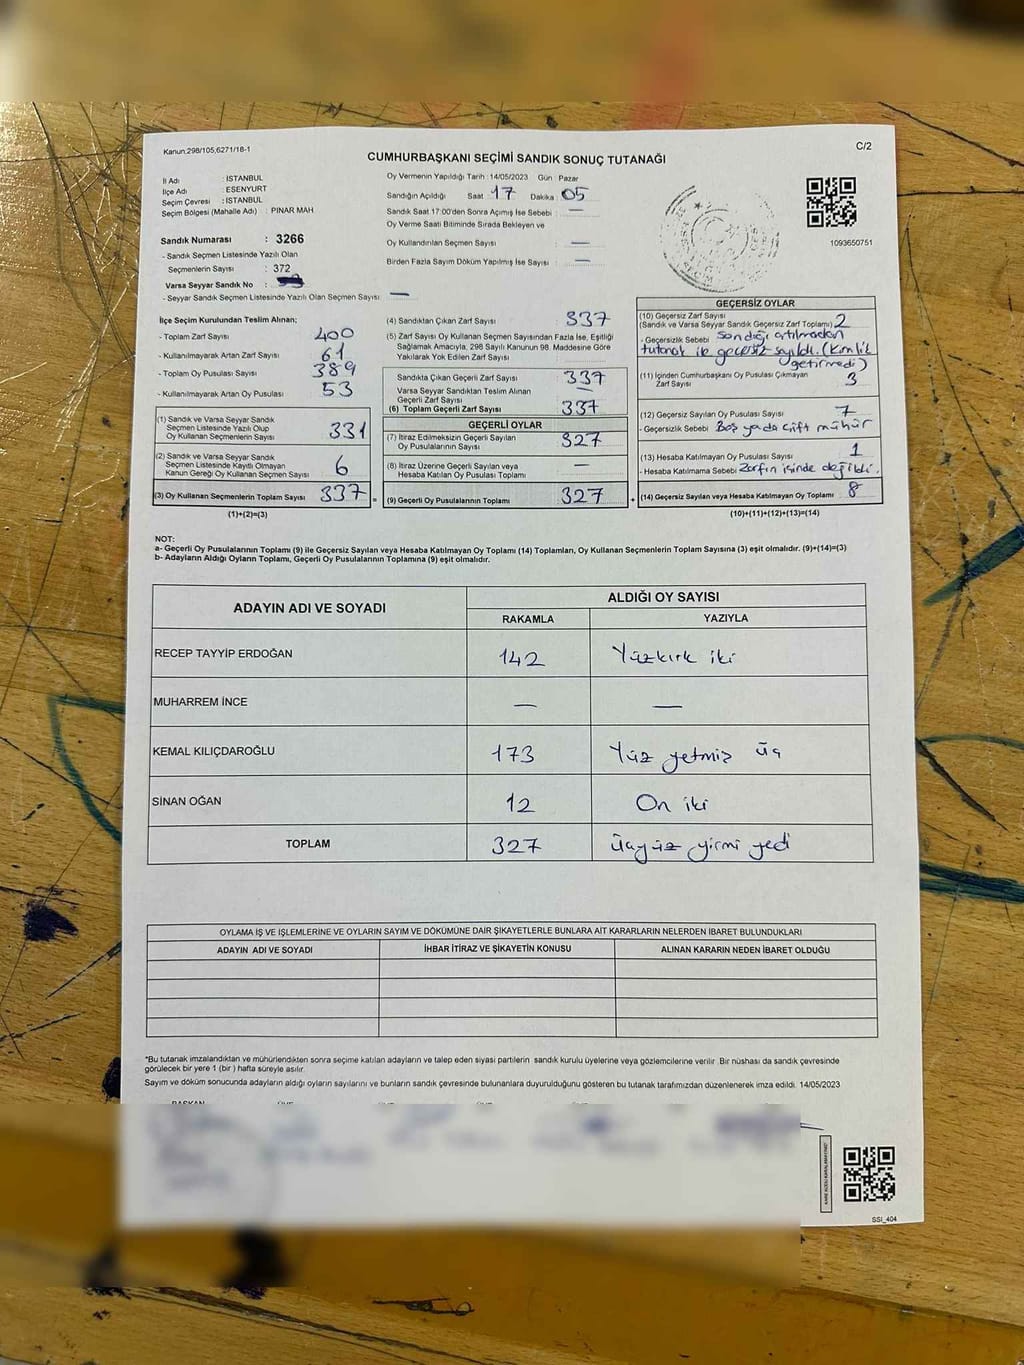 Kanun.298/105,6271/18-1
C/2
CUMHURBAŞKANI SEÇİMİ SANDIK SONUÇ TUTANAĞI
İl Adı : İSTANBUL
İlçe Adı : ESENYURT
Seçim Çevresi : İSTANBUL
Seçim Bölgesi (Mahalle Adı) : PINAR MAH
Sandık Numarası : 3266
- Sandık Seçmen Listesinde Yazılı Olan
Seçmenlerin Sayısı : 372
Varsa Seyyar Sandık No :
- Seyyar Sandık Seçmen Listesinde Yazılı Olan Seçmen Sayısı: —
Oy Vermenin Yapıldığı Tarih : 14/05/2023 Gün : Pazar
Sandığın Açıldığı Saat : 17 Dakika : 05
Sandık Saat 17:00'den Sonra Açımış İse Sebebi : —
Oy Verme Saati Bitiminde Sırada Bekleyen ve
Oy Kullandırılan Seçmen Sayısı : —
Birden Fazla Sayım Döküm Yapılmış İse Sayısı : —
1093650751
İlçe Seçim Kurulundan Teslim Alınan;
- Toplam Zarf Sayısı : 400
- Kullanılmayarak Artan Zarf Sayısı : 61
- Toplam Oy Pusulası Sayısı : 389
- Kullanılmayarak Artan Oy Pusulası : 53
(1) Sandık ve Varsa Seyyar Sandık
Seçmen Listesinde Yazılı Olup
Oy Kullanan Seçmenlerin Sayısı : 331
(2) Sandık ve Varsa Seyyar Sandık
Seçmen Listesinde Kayıtlı Olmayan
Kanun Gereği Oy Kullanan Seçmen Sayısı : 6
(3) Oy Kullanan Seçmenlerin Toplam Sayısı : 337 =
(1)+(2)=(3)
(4) Sandıktan Çıkan Zarf Sayısı : 337
(5) Zarf Sayısı Oy Kullanan Seçmen Sayısından Fazla İse, Eşitliği
Sağlamak Amacıyla, 298 Sayılı Kanunun 98. Maddesine Göre
Yakılarak Yok Edilen Zarf Sayısı
Sandıkta Çıkan Geçerli Zarf Sayısı : 337
Varsa Seyyar Sandıktan Teslim Alınan
Geçerli Zarf Sayısı : —
(6) Toplam Geçerli Zarf Sayısı : 337
GEÇERLİ OYLAR
(7) İtiraz Edilmeksizin Geçerli Sayılan
Oy Pusulalarının Sayısı : 327
(8) İtiraz Üzerine Geçerli Sayılan veya
Hesaba Katılan Oy Pusulası Toplamı : —
(9) Geçerli Oy Pusulalarının Toplamı : 327 +
GEÇERSİZ OYLAR
(10) Geçersiz Zarf Sayısı
(Sandık ve Varsa Seyyar Sandık Geçersiz Zarf Toplamı) : 2
- Geçersizlik Sebebi : Sandığı atılmadan
tutanak ile geçersiz sayıldı. (Kimlik
getirmedi)
(11) İçinden Cumhurbaşkanı Oy Pusulası Çıkmayan
Zarf Sayısı : 3
(12) Geçersiz Sayılan Oy Pusulası Sayısı : 7
- Geçersizlik Sebebi : Boş yada çift mühür
(13) Hesaba Katılmayan Oy Pusulası Sayısı : 1
- Hesaba Katılmama Sebebi : Zarfın içinde değildi.
(14) Geçersiz Sayılan veya Hesaba Katılmayan Oy Toplamı : 8
(10)+(11)+(12)+(13)=(14)
NOT:
a- Geçerli Oy Pusulalarının Toplamı (9) ile Geçersiz Sayılan veya Hesaba Katılmayan Oy Toplamı (14) Toplamları, Oy Kullanan Seçmenlerin Toplam Sayısına (3) eşit olmalıdır. (9)+(14)=(3)
b- Adayların Aldığı Oyların Toplamı, Geçerli Oy Pusulalarının Toplamına (9) eşit olmalıdır.
ADAYIN ADI VE SOYADI ALDIĞI OY SAYISI
RAKAMLA YAZIYLA
RECEP TAYYİP ERDOĞAN 142 Yüzkırk iki
MUHARREM İNCE — —
KEMAL KILIÇDAROĞLU 173 Yüz yetmiş üç
SİNAN OĞAN 12 On iki
TOPLAM 327 üçyüz yirmi yedi
OYLAMA İŞ VE İŞLEMLERİNE VE OYLARIN SAYIM VE DÖKÜMÜNE DAİR ŞİKAYETLERLE BUNLARA AİT KARARLARIN NELERDEN İBARET BULUNDUKLARI
ADAYIN ADI VE SOYADI İHBAR İTİRAZ VE ŞİKAYETİN KONUSU ALINAN KARARIN NEDEN İBARET OLDUĞU
*Bu tutanak imzalandıktan ve mühürlendikten sonra seçime katılan adayların ve talep eden siyasi partilerin sandık kurulu üyelerine veya gözlemcilerine verilir. Bir nüshası da sandık çevresinde
görülecek bir yere 1 (bir) hafta süreyle asılır.
Sayım ve döküm sonucunda adayların aldığı oyların sayılarını ve bunların sandık çevresinde bulunanlara duyurulduğunu gösteren bu tutanak tarafımızdan düzenlenerek imza edildi. 14/05/2023
BAŞKAN ÜYE ÜYE
SSI_404